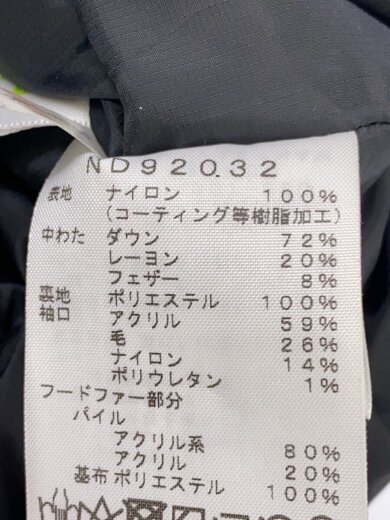 ND92032
表地 ナイロン 100%
(コーティング等樹脂加工)
中わた ダウン 72%
レーヨン 20%
フェザー 8%
裏地 ポリエステル 100%
袖口 アクリル 59%
毛 26%
ナイロン 14%
ポリウレタン 1%
フードファー部分
パイル
アクリル系 80%
アクリル 20%
基布 ポリエステル 100%